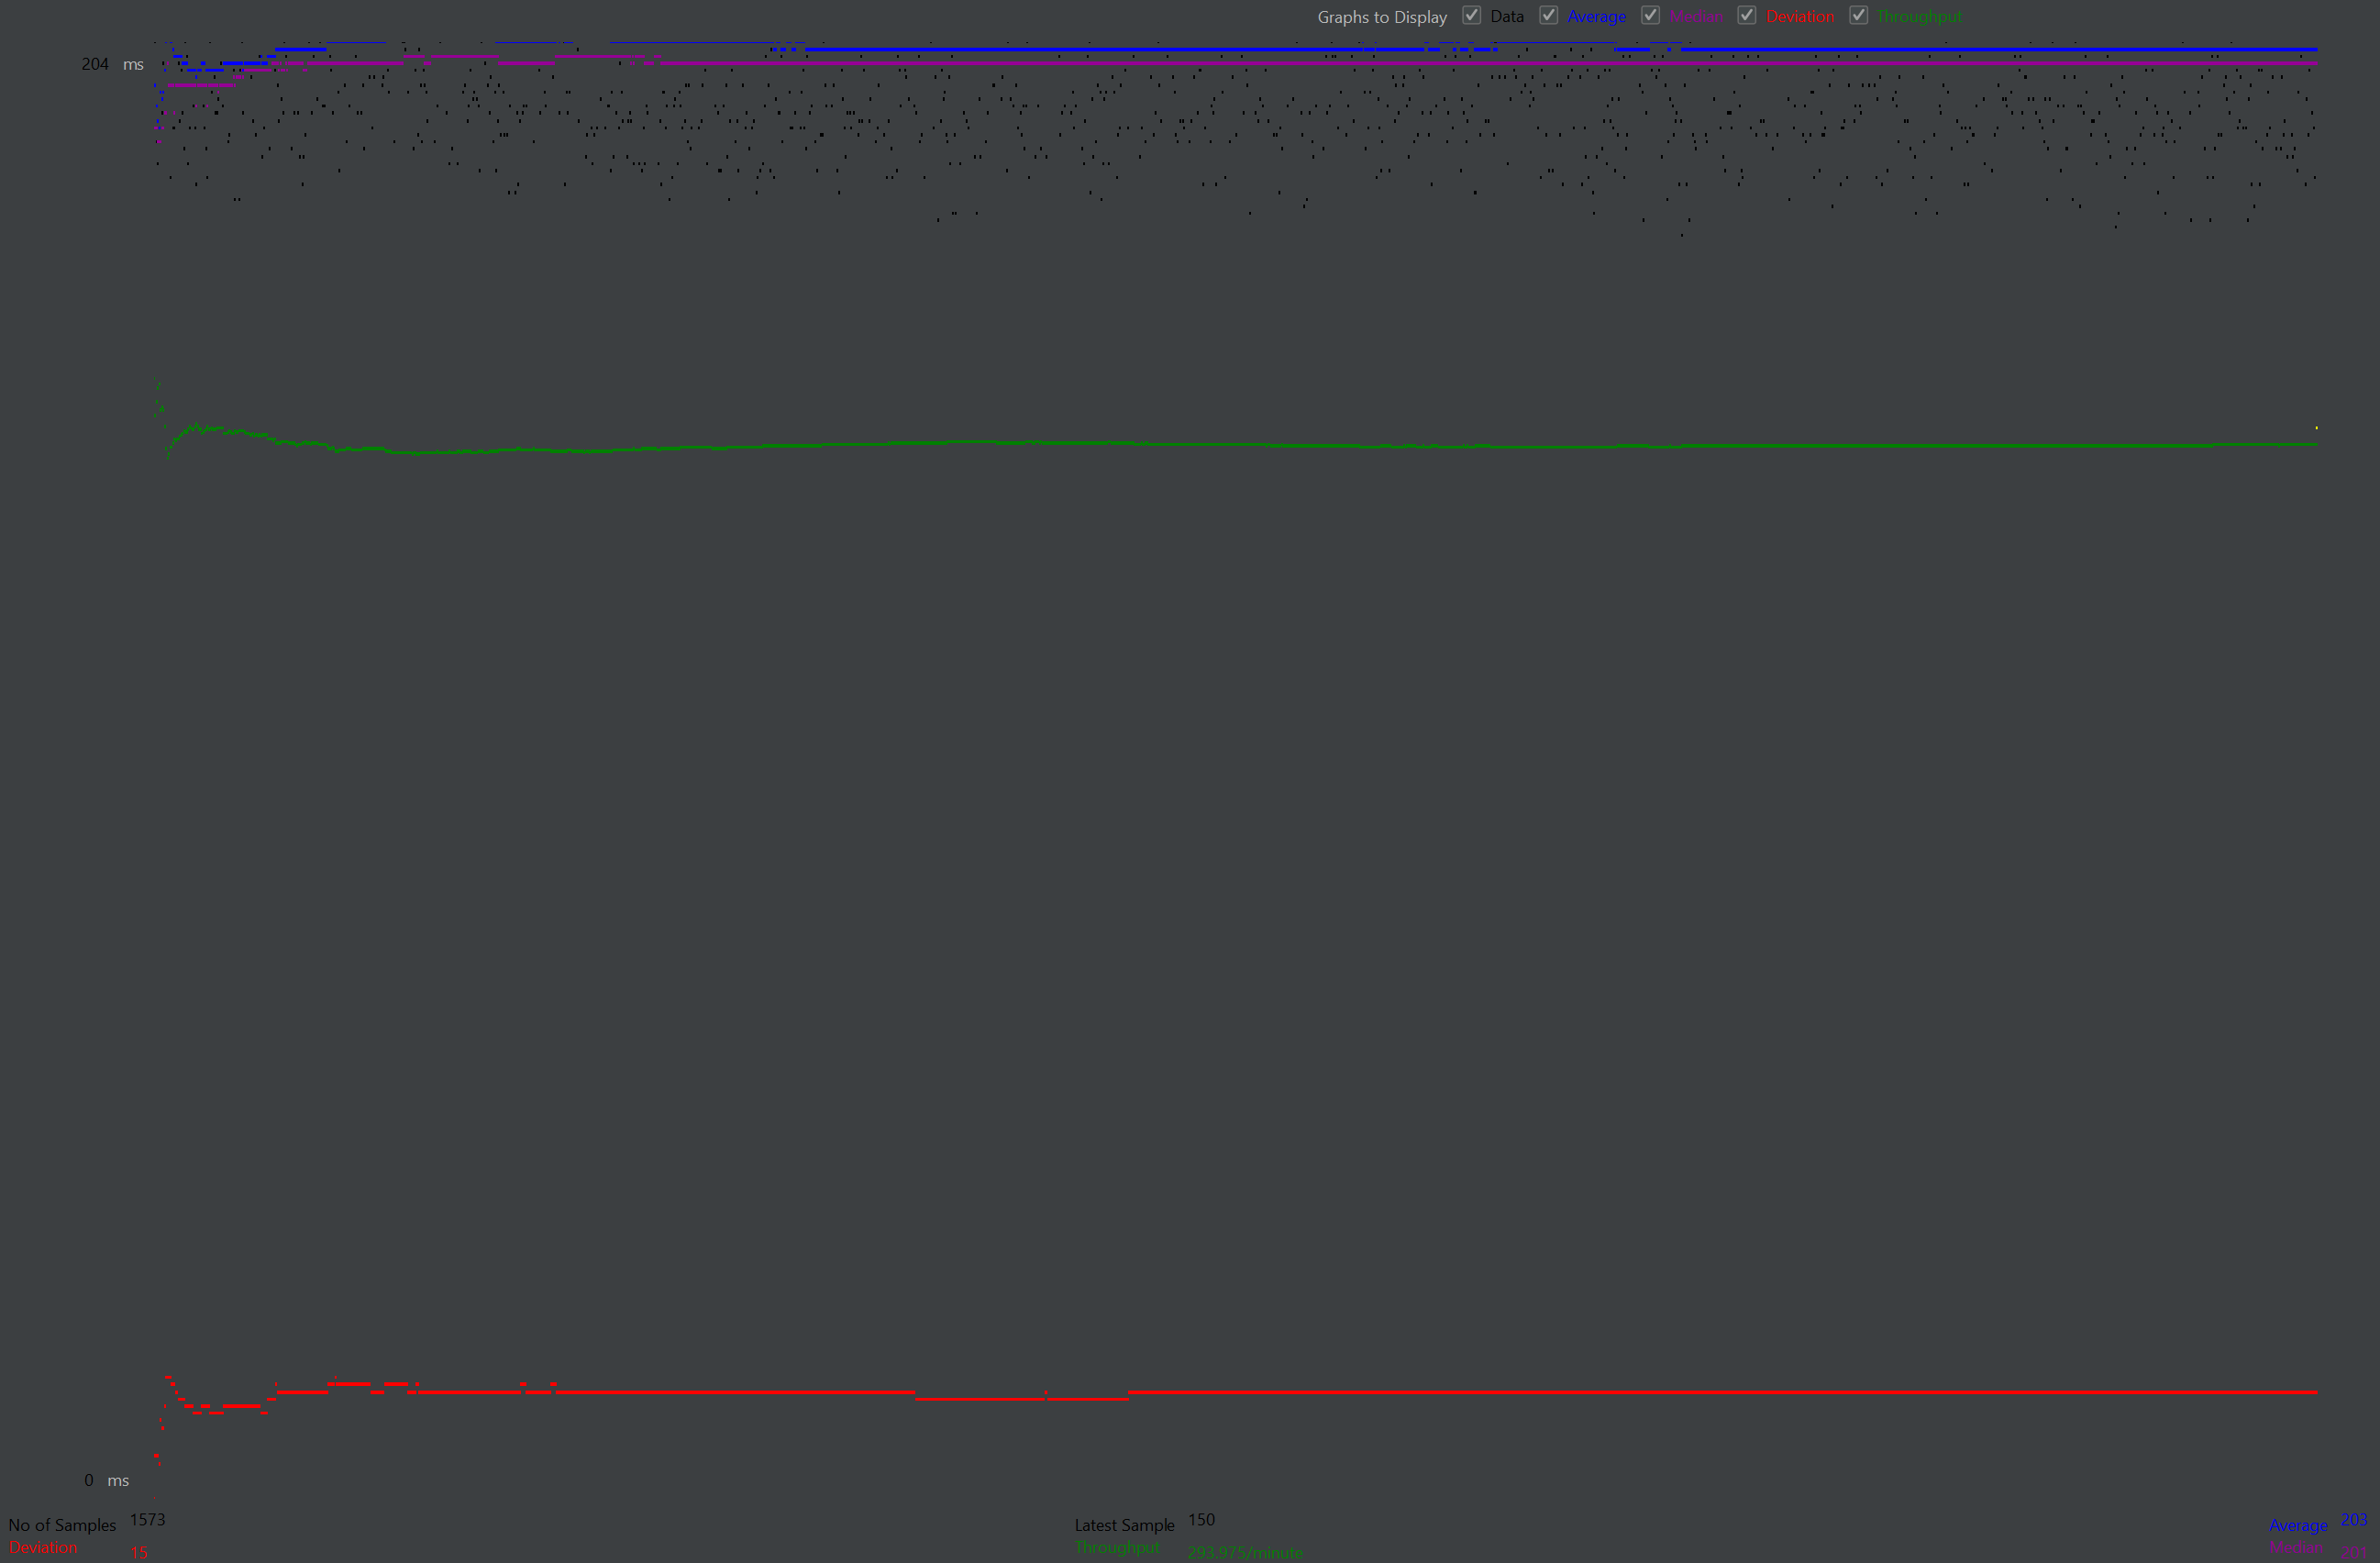 Graphs to Display Data Average Median Deviation Throughput
204 ms
0 ms
No of Samples 1573 Latest Sample 150 Average 203
Deviation 15 Throughput 293.975/minute Median 201